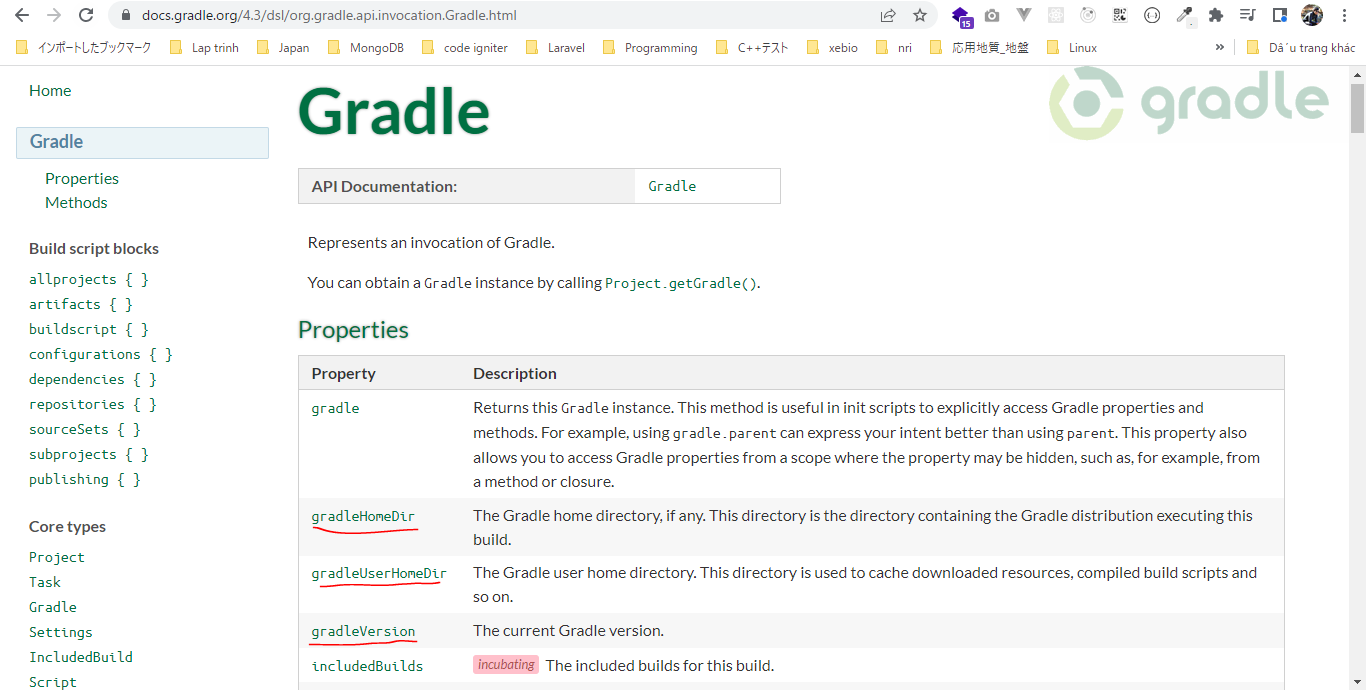 docs.gradle.org/4.3/dsl/org.gradle.api.invocation.Gradle.html
15
インポートしたブックマーク
Lap trinh
Japan
MongoDB
code igniter
Laravel
Programming
C++テスト
xebio
nri
応用地質_地盤
Linux
»
Dấu trang khác
Home
Gradle
Properties
Methods
Build script blocks
allprojects { }
artifacts { }
buildscript { }
configurations { }
dependencies { }
repositories { }
sourceSets { }
subprojects { }
publishing { }
Core types
Project
Task
Gradle
Settings
IncludedBuild
Script
Gradle
gradle
API Documentation: Gradle
Represents an invocation of Gradle.
You can obtain a Gradle instance by calling Project.getGradle().
Properties
Property Description
gradle Returns this Gradle instance. This method is useful in init scripts to explicitly access Gradle properties and
methods. For example, using gradle.parent can express your intent better than using parent. This property also
allows you to access Gradle properties from a scope where the property may be hidden, such as, for example, from
a method or closure.
gradleHomeDir The Gradle home directory, if any. This directory is the directory containing the Gradle distribution executing this
build.
gradleUserHomeDir The Gradle user home directory. This directory is used to cache downloaded resources, compiled build scripts and
so on.
gradleVersion The current Gradle version.
includedBuilds incubating The included builds for this build.